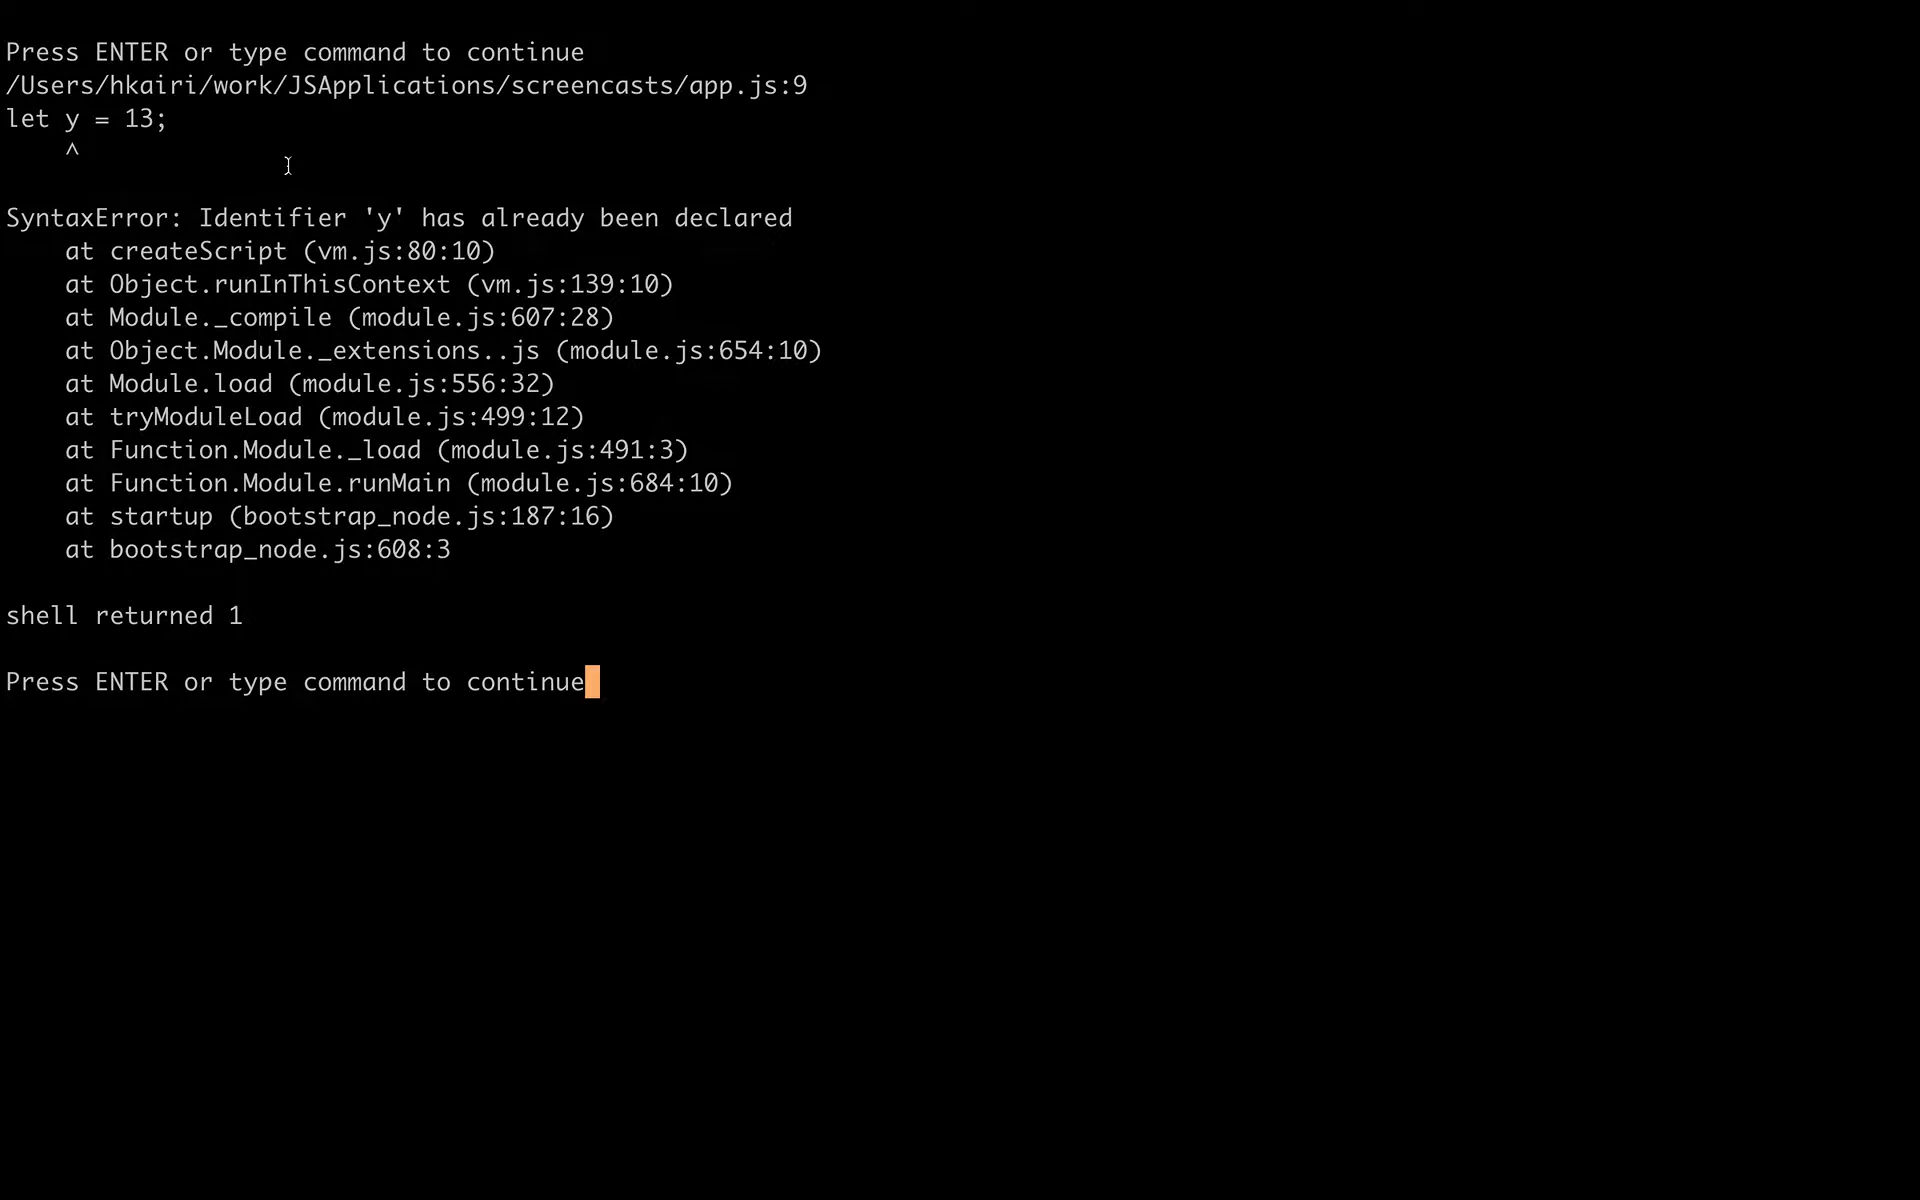 Press ENTER or type command to continue
/Users/hkairi/work/JSApplications/screencasts/app.js:9
let y = 13;
    ^
SyntaxError: Identifier 'y' has already been declared
    at createScript (vm.js:80:10)
    at Object.runInThisContext (vm.js:139:10)
    at Module._compile (module.js:607:28)
    at Object.Module._extensions..js (module.js:654:10)
    at Module.load (module.js:556:32)
    at tryModuleLoad (module.js:499:12)
    at Function.Module._load (module.js:491:3)
    at Function.Module.runMain (module.js:684:10)
    at startup (bootstrap_node.js:187:16)
    at bootstrap_node.js:608:3
shell returned 1
Press ENTER or type command to continue